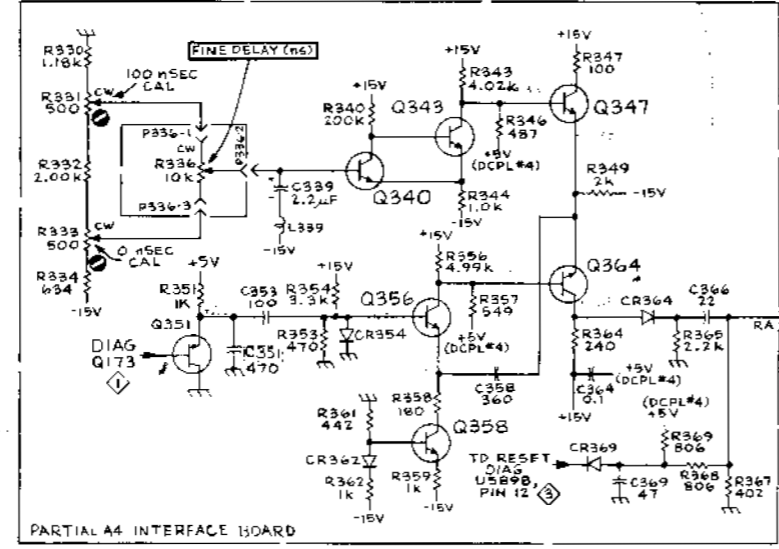 R330
1.18K
100 nSEC
CAL
R331
500
CW
FINE DELAY (ns)
P336-1
CW
R336
10K
P336-2
P336-3
R332
2.00K
R333
500
CW
0 nSEC
CAL
R334
634
-15V
+15V
R340
200K
Q343
Q340
C339
2.2µF
L339
-15V
+15V
R343
4.02K
R346
487
+5V
(DCPL#4)
R344
1.0K
-15V
+15V
R347
100
Q347
R349
2K
-15V
Q364
+5V
R351
1K
Q351
DIAG
Q173
1
C351
470
C353
100
+15V
R354
3.3K
R353
470
CR354
Q356
+15V
R356
4.99K
R357
549
+5V
(DCPL#4)
C358
360
R358
180
Q358
R361
442
CR362
R362
1K
-15V
R359
1K
-15V
CR364
C366
22
R364
240
R365
2.2K
RA
C364
0.1
+5V
(DCPL#4)
+15V
(DCPL#4)
+5V
R369
806
CR369
TD RESET
DIAG
U589B,
PIN 12,
3
C369
47
R368
806
R367
402
PARTIAL A4 INTERFACE BOARD